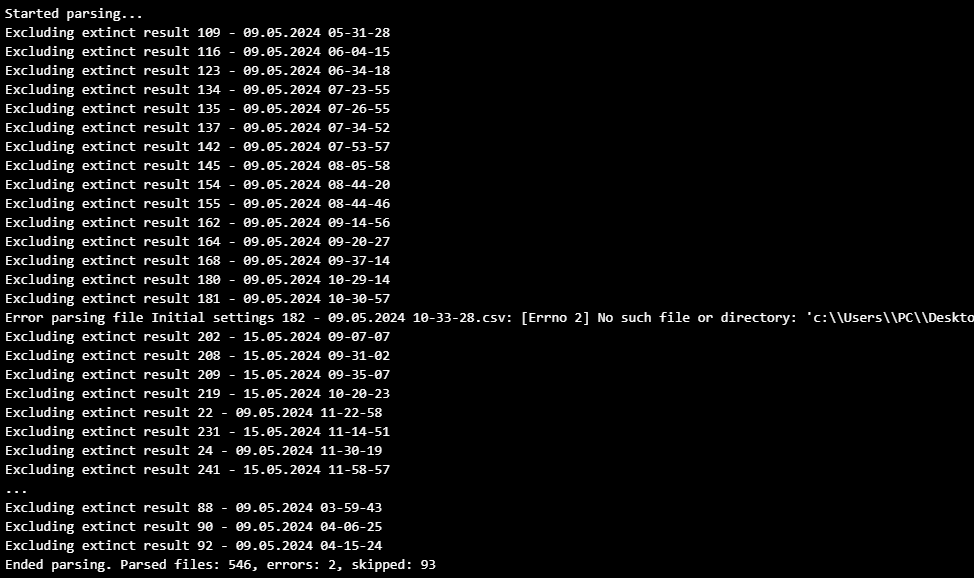 Started parsing...
Excluding extinct result 109 - 09.05.2024 05-31-28
Excluding extinct result 116 - 09.05.2024 06-04-15
Excluding extinct result 123 - 09.05.2024 06-34-18
Excluding extinct result 134 - 09.05.2024 07-23-55
Excluding extinct result 135 - 09.05.2024 07-26-55
Excluding extinct result 137 - 09.05.2024 07-34-52
Excluding extinct result 142 - 09.05.2024 07-53-57
Excluding extinct result 145 - 09.05.2024 08-05-58
Excluding extinct result 154 - 09.05.2024 08-44-20
Excluding extinct result 155 - 09.05.2024 08-44-46
Excluding extinct result 162 - 09.05.2024 09-14-56
Excluding extinct result 164 - 09.05.2024 09-20-27
Excluding extinct result 168 - 09.05.2024 09-37-14
Excluding extinct result 180 - 09.05.2024 10-29-14
Excluding extinct result 181 - 09.05.2024 10-30-57
Error parsing file Initial settings 182 - 09.05.2024 10-33-28.csv: [Errno 2] No such file or directory: 'c:\\Users\\PC\\Deskto
Excluding extinct result 202 - 15.05.2024 09-07-07
Excluding extinct result 208 - 15.05.2024 09-31-02
Excluding extinct result 209 - 15.05.2024 09-35-07
Excluding extinct result 219 - 15.05.2024 10-20-23
Excluding extinct result 22 - 09.05.2024 11-22-58
Excluding extinct result 231 - 15.05.2024 11-14-51
Excluding extinct result 24 - 09.05.2024 11-30-19
Excluding extinct result 241 - 15.05.2024 11-58-57
...
Excluding extinct result 88 - 09.05.2024 03-59-43
Excluding extinct result 90 - 09.05.2024 04-06-25
Excluding extinct result 92 - 09.05.2024 04-15-24
Ended parsing. Parsed files: 546, errors: 2, skipped: 93